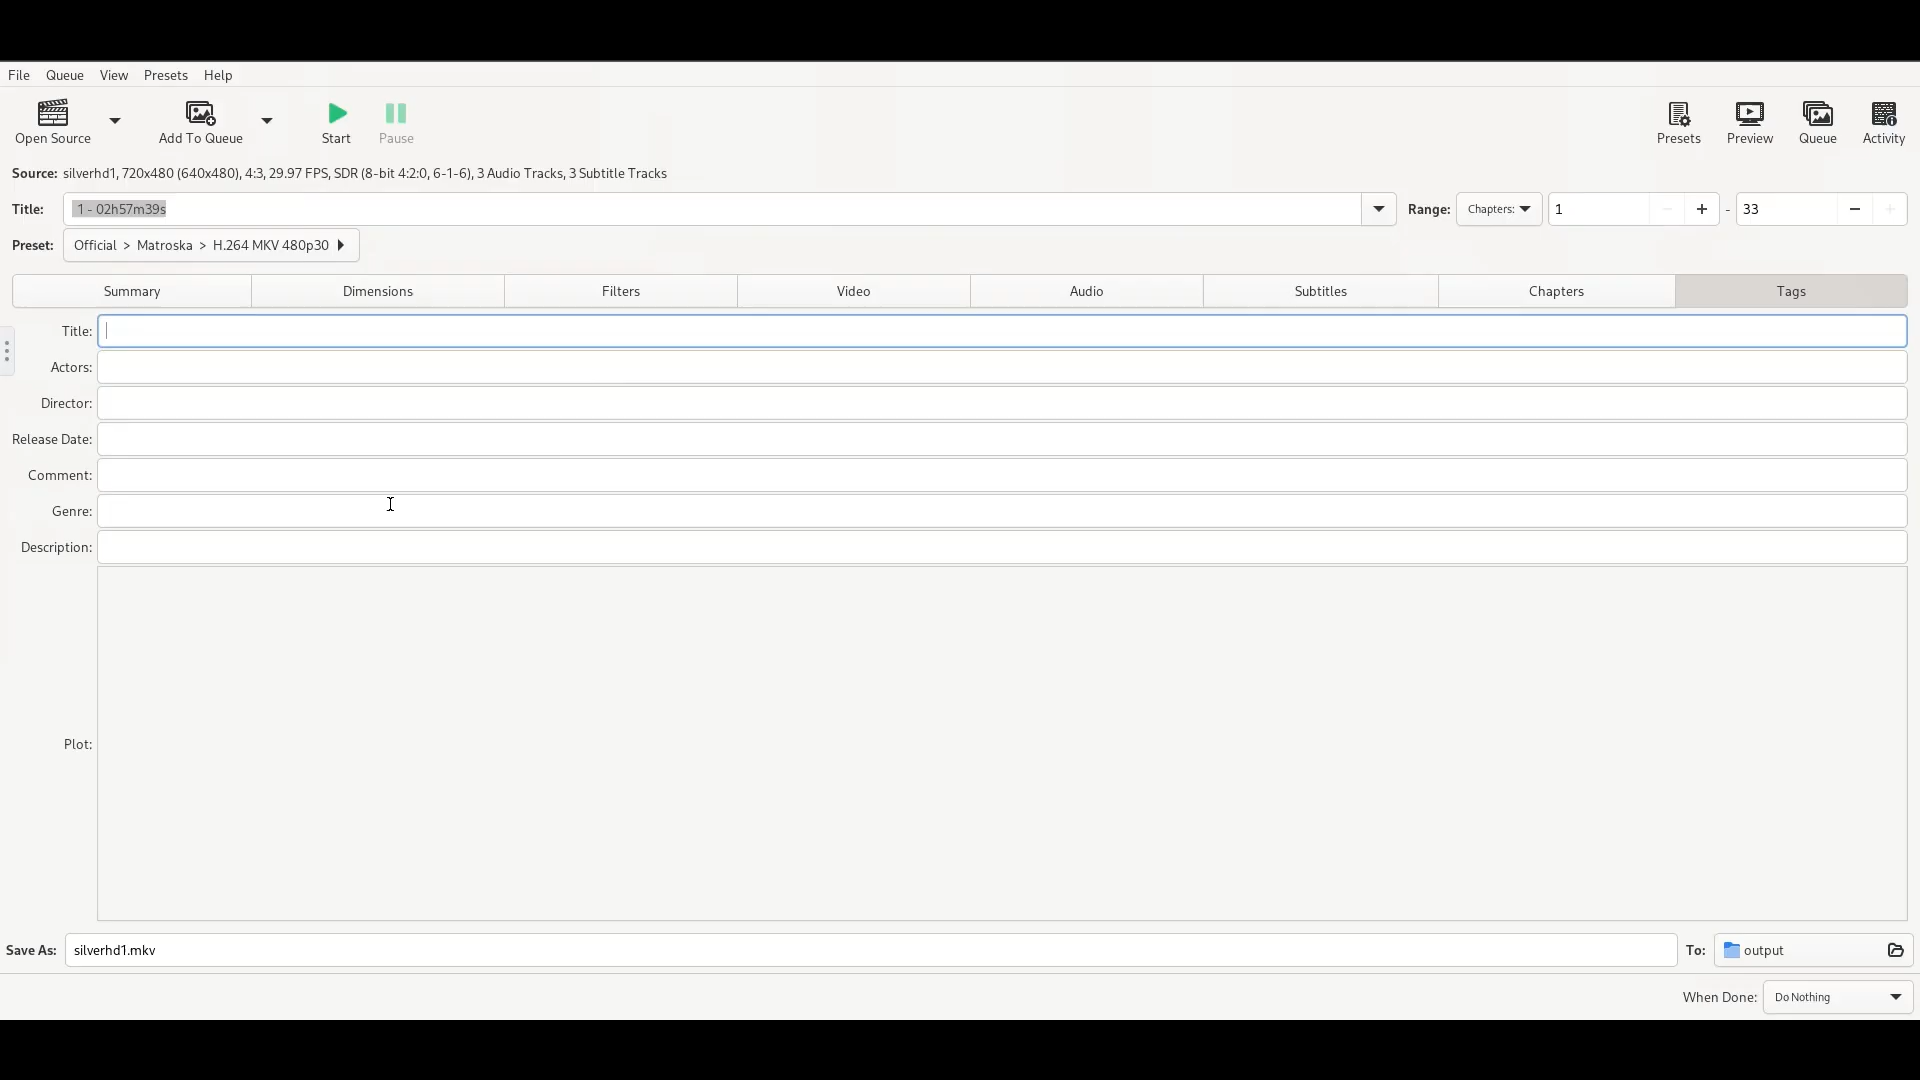 File Queue View Presets Help
Open Source Add To Queue Start Pause Presets Preview Queue Activity
Source: silverhd1, 720x480 (640x480), 4:3, 29.97 FPS, SDR (8-bit 4:2:0, 6-1-6), 3 Audio Tracks, 3 Subtitle Tracks
Title: 1 - 02h57m39s Range: Chapters: 1 - 33
Preset: Official > Matroska > H.264 MKV 480p30
Summary Dimensions Filters Video Audio Subtitles Chapters Tags
Title:
Actors:
Director:
Release Date:
Comment:
Genre:
Description:
Plot:
Save As: silverhd1.mkv To: output
When Done: Do Nothing